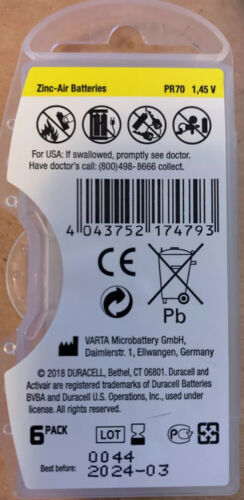 Zinc-Air Batteries PR70 1,45 V
For USA: If swallowed, promptly see doctor.
Have doctor's call: (800)498-8666 collect.
4 043752 174793
CE
Pb
VARTA Microbattery GmbH,
Daimlerstr. 1, Ellwangen, Germany
© 2018 DURACELL, Bethel, CT 06801. Duracell and
Activair are registered trademarks of Duracell Batteries
BVBA and Duracell U.S. Operations, Inc., used under
license. All rights reserved.
6 PACK
LOT
PC
0044
Best before: 2024-03